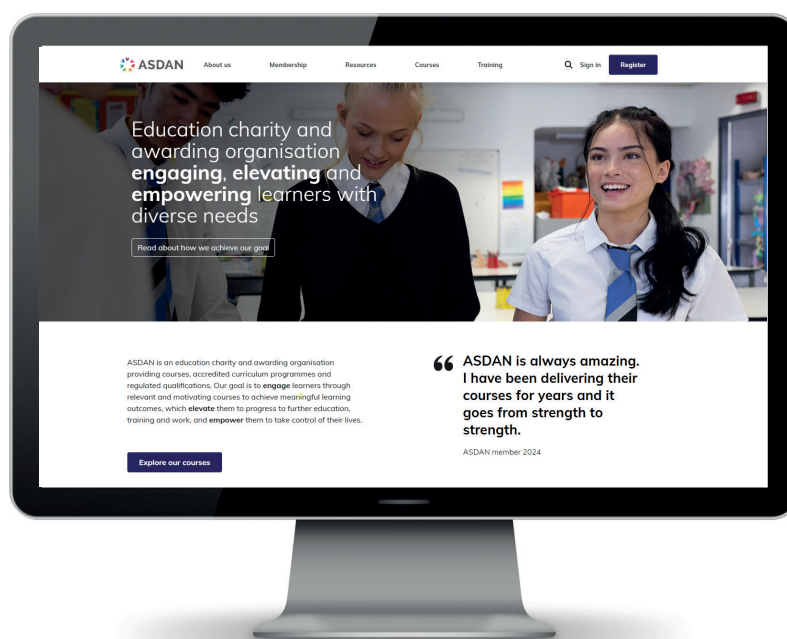 ASDAN
About us
Membership
Resources
Courses
Training
Sign in
Register
Education charity and
awarding organisation
engaging, elevating and
empowering learners with
diverse needs
Read about how we achieve our goal
ASDAN is an education charity and awarding organisation
providing courses, accredited curriculum programmes and
regulated qualifications. Our goal is to engage learners through
relevant and motivating courses to achieve meaningful learning
outcomes, which elevate them to progress to further education,
training and work, and empower them to take control of their lives.
Explore our courses
“ ASDAN is always amazing.
I have been delivering their
courses for years and it
goes from strength to
strength.
ASDAN member 2024